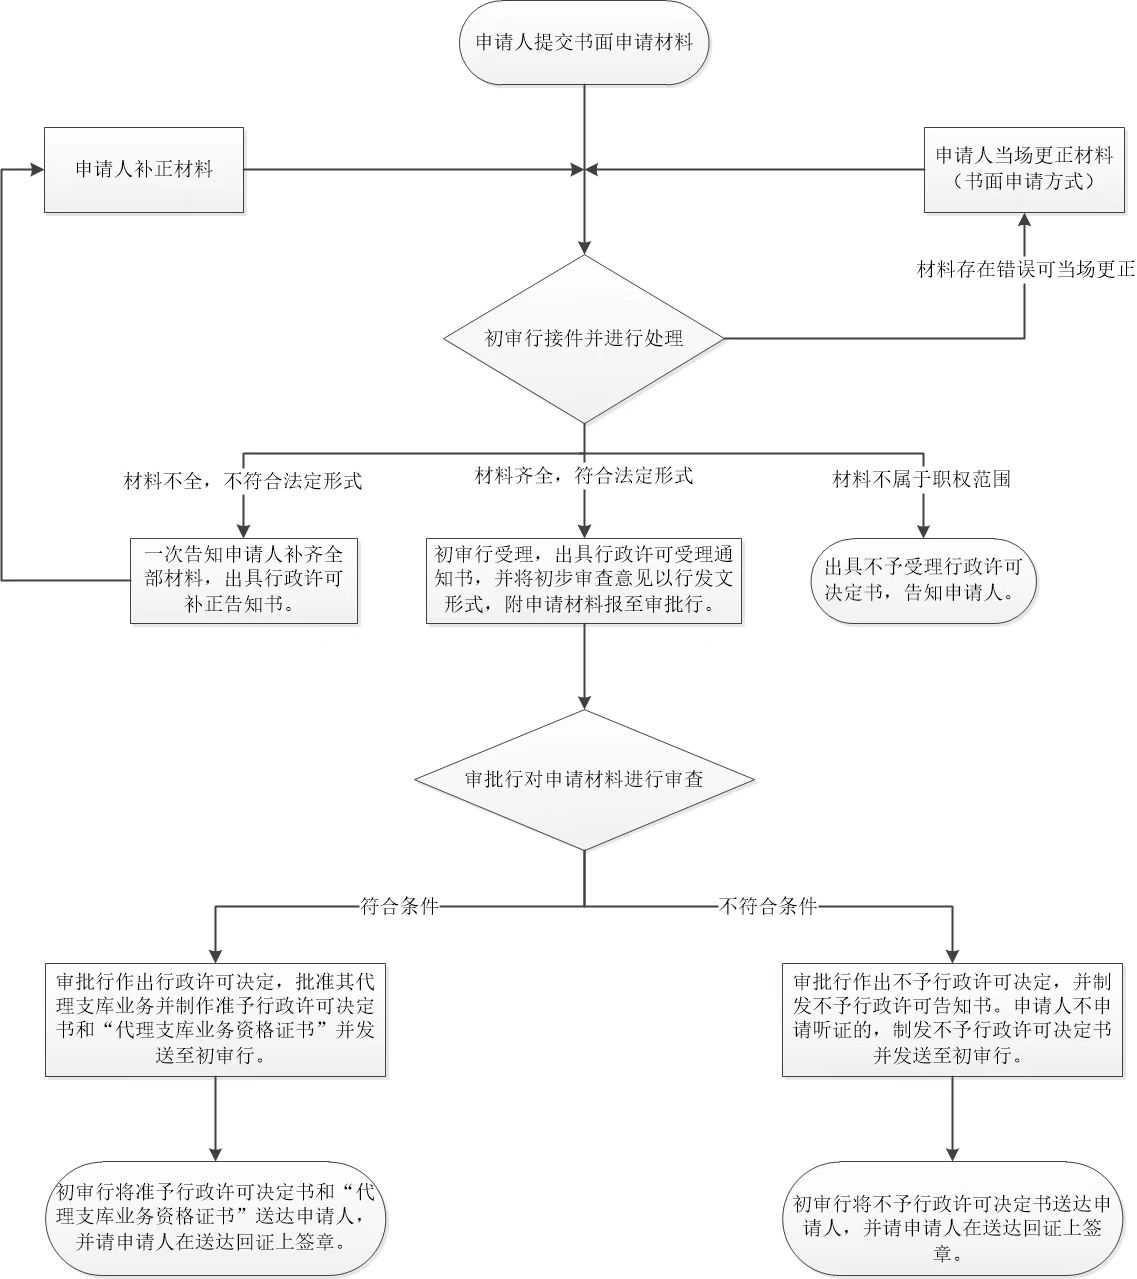 申请人提交书面申请材料
申请人补正材料
申请人当场更正材料
（书面申请方式）
材料存在错误可当场更正
初审行接件并进行处理
材料不全，不符合法定形式
材料齐全，符合法定形式
材料不属于职权范围
一次告知申请人补齐全
部材料，出具行政许可
补正告知书。
初审行受理，出具行政许可受理通
知书，并将初步审查意见以行发文
形式，附申请材料报至审批行。
出具不予受理行政许可
决定书，告知申请人。
审批行对申请材料进行审查
符合条件
不符合条件
审批行作出行政许可决定，批准其代
理支库业务并制作准予行政许可决定
书和“代理支库业务资格证书”并发
送至初审行。
审批行作出不予行政许可决定，并制
发不予行政许可告知书。申请人不申
请听证的，制发不予行政许可决定书
并发送至初审行。
初审行将准予行政许可决定书和“代
理支库业务资格证书”送达申请人，
并请申请人在送达回证上签章。
初审行将不予行政许可决定书送达申
请人，并请申请人在送达回证上签
章。